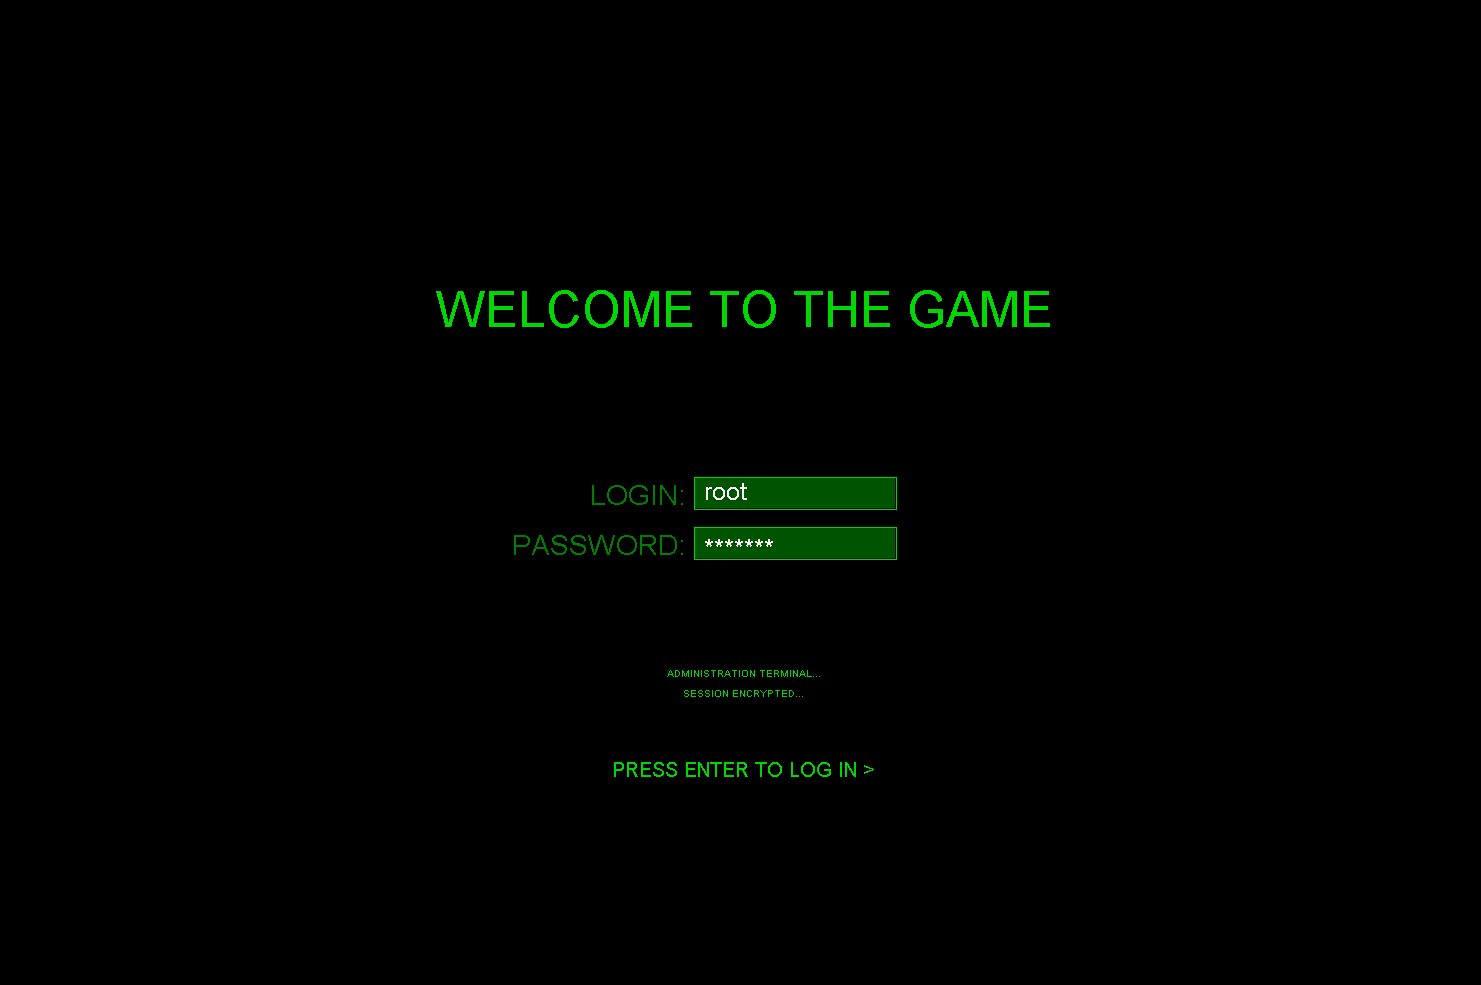 WELCOME TO THE GAME
LOGIN: root
PASSWORD: *******
ADMINISTRATION TERMINAL...
SESSION ENCRYPTED...
PRESS ENTER TO LOG IN >